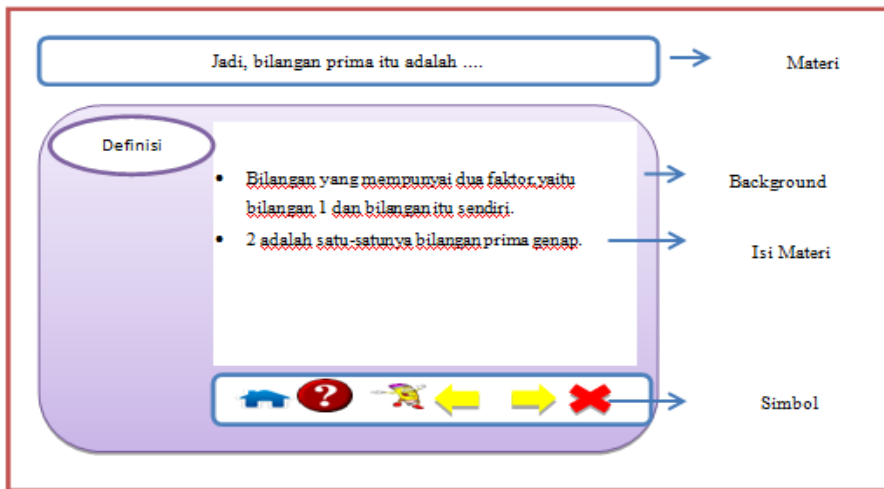 Jadi, bilangan prima itu adalah ....
Materi
Definisi
• Bilangan yang mempunyai dua faktor,yaitu
bilangan 1 dan bilangan itu sendiri.
• 2 adalah satu-satunya bilangan prima genap.
Background
Isi Materi
?
Simbol